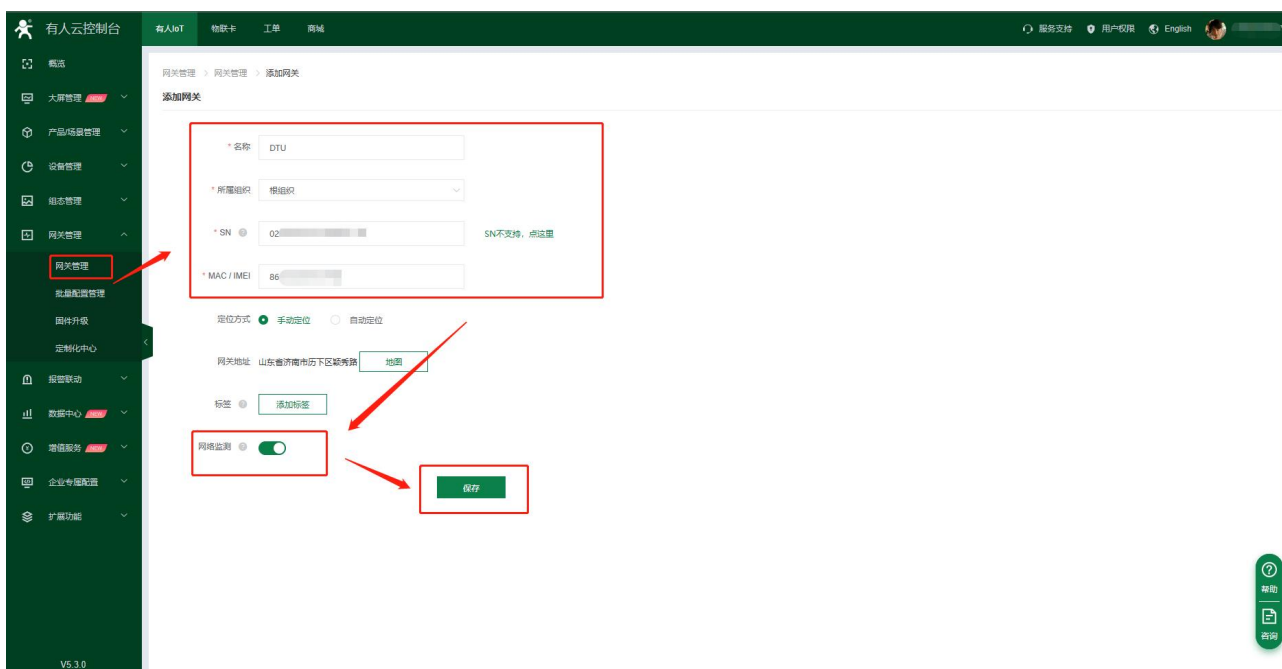 有人云控制台
有人IoT 物联卡 工单 商城
服务支持 用户权限 English
概览
大屏管理 NEW
产品/场景管理
设备管理
组态管理
网关管理
网关管理
批量配置管理
固件升级
定制化中心
报警联动
数据中心 NEW
增值服务 NEW
企业专属配置
扩展功能
V5.3.0
网关管理 > 网关管理 > 添加网关
添加网关
* 名称 DTU
* 所属组织 根组织
* SN 02 SN不支持，点这里
* MAC / IMEI 86
定位方式 手动定位 自动定位
网关地址 山东省济南市历下区颖秀路 地图
标签 添加标签
网络监测
保存
帮助
咨询